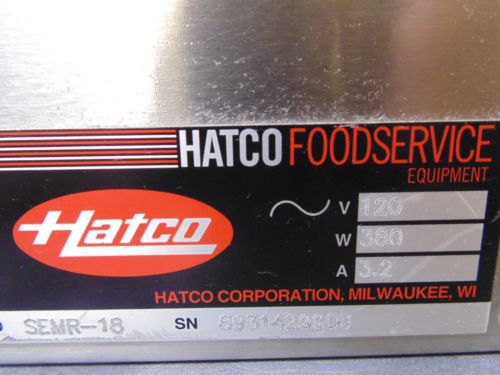 HATCO FOODSERVICE
EQUIPMENT
Hatco
V 120
W 380
A 3.2
HATCO CORPORATION, MILWAUKEE, WI
SEMR-18 SN